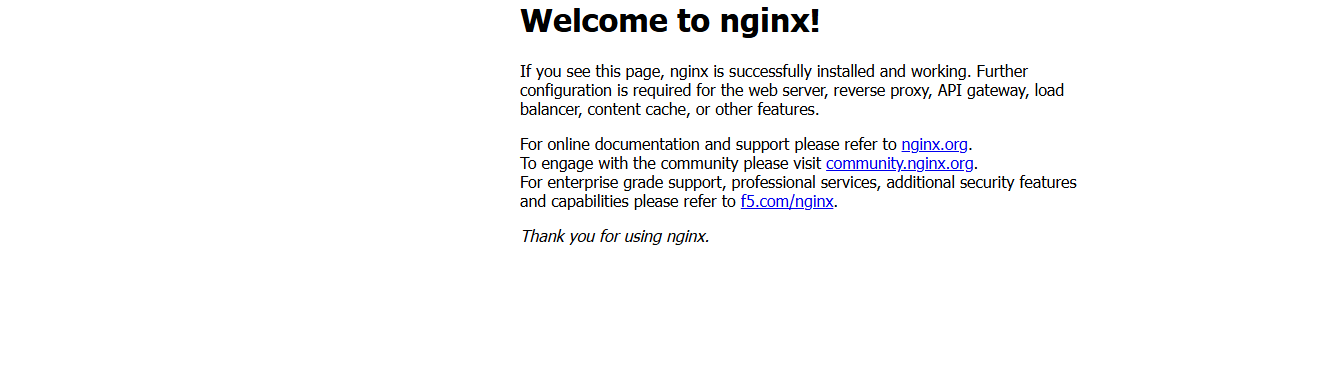 Welcome to nginx!
If you see this page, nginx is successfully installed and working. Further
configuration is required for the web server, reverse proxy, API gateway, load
balancer, content cache, or other features.
For online documentation and support please refer to nginx.org.
To engage with the community please visit community.nginx.org.
For enterprise grade support, professional services, additional security features
and capabilities please refer to f5.com/nginx.
Thank you for using nginx.